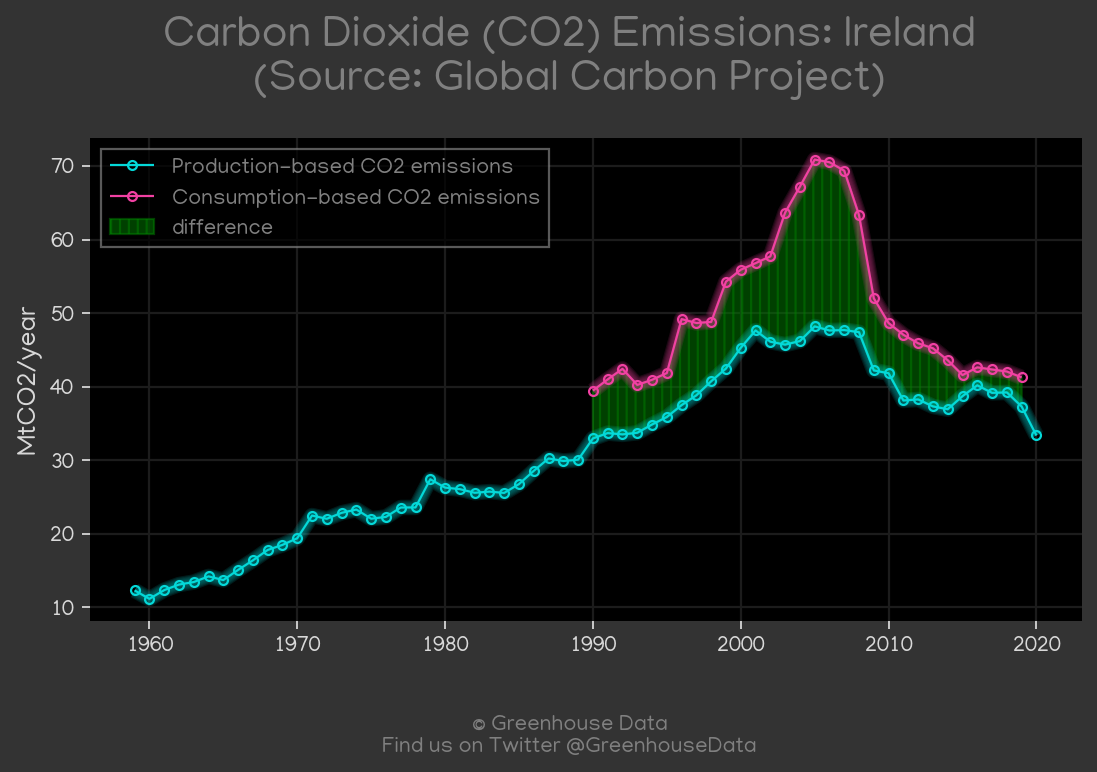 Carbon Dioxide (CO2) Emissions: Ireland
(Source: Global Carbon Project)
Production-based CO2 emissions
Consumption-based CO2 emissions
difference
MtCO2/year
70
60
50
40
30
20
10
1960 1970 1980 1990 2000 2010 2020
© Greenhouse Data
Find us on Twitter @GreenhouseData